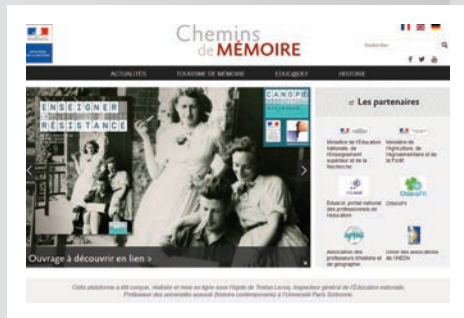 Chemins
de MÉMOIRE
ACTUALITÉS TOURISME DE MÉMOIRE EDUC@DEF HISTOIRE
ENSEIGNER
LA
RÉSISTANCE
CANOPÉ
Les partenaires
Ministère de l'Éducation
nationale, de
l'enseignement
supérieur et de la
Recherche.
Ministère de
l'Agriculture, de
l'Agroalimentaire et de
la Forêt.
Éduscol, portail national
des professionnels de
l'éducation
ChloroFil
ChloroFil
Association des
professeurs d'histoire et
de géographie
Union des associations
de l'IHEDN
Ouvrage à découvrir en lien >
Cette plateforme a été conçue, réalisée et mise en ligne sous l'égide de Tristan Lecoq, Inspecteur général de l'Éducation nationale,
Professeur des universités associé (histoire contemporaine) à l'Université Paris Sorbonne.